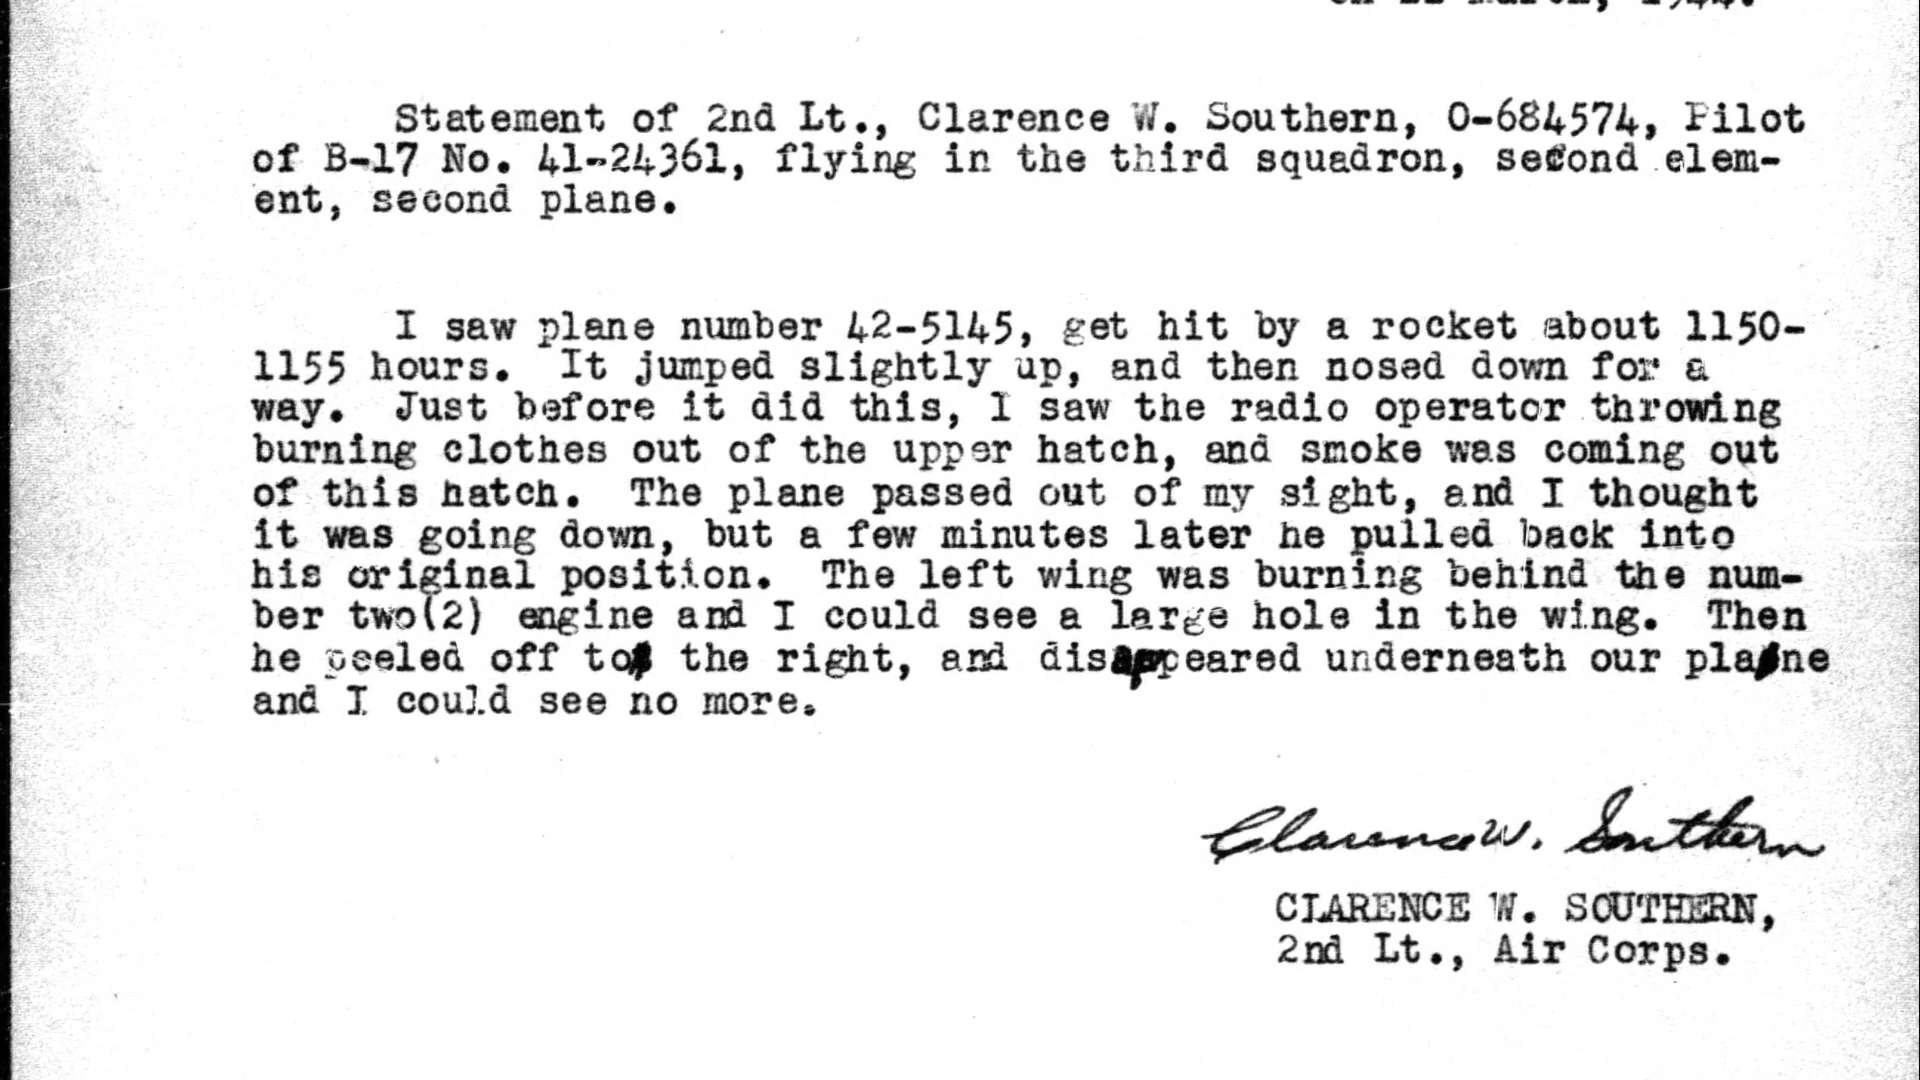 March, 1944.
Statement of 2nd Lt., Clarence W. Southern, O-684574, Pilot
of B-17 No. 41-24361, flying in the third squadron, second elem-
ent, second plane.
I saw plane number 42-5145, get hit by a rocket about 1150-
1155 hours. It jumped slightly up, and then nosed down for a
way. Just before it did this, I saw the radio operator throwing
burning clothes out of the upper hatch, and smoke was coming out
of this hatch. The plane passed out of my sight, and I thought
it was going down, but a few minutes later he pulled back into
his original position. The left wing was burning behind the num-
ber two(2) engine and I could see a large hole in the wing. Then
he peeled off to the right, and disappeared underneath our plane
and I could see no more.
Clarence W. Southern
CLARENCE W. SOUTHERN,
2nd Lt., Air Corps.